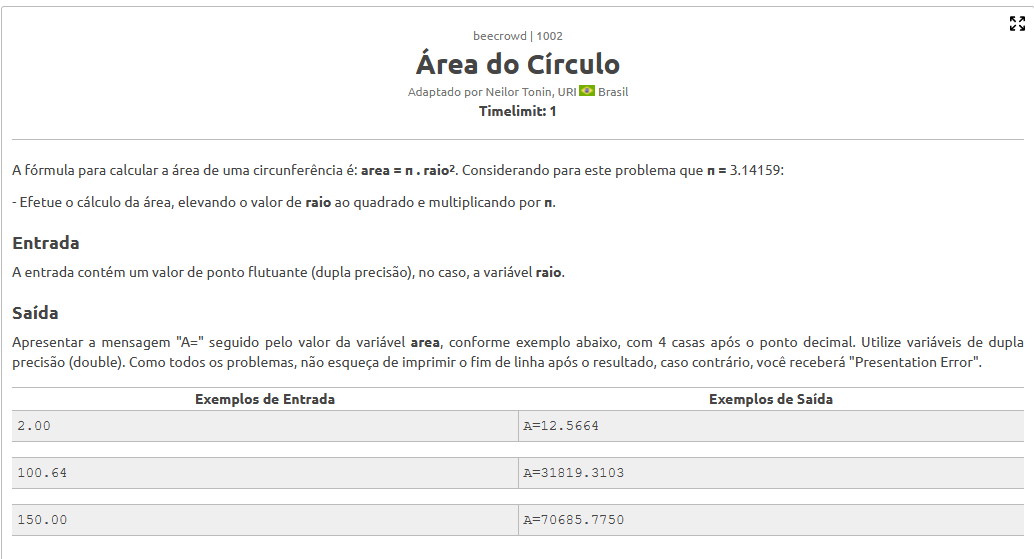 beecrowd | 1002
Área do Círculo
Adaptado por Neilor Tonin, URI Brasil
Timelimit: 1
A fórmula para calcular a área de uma circunferência é: area = π . raio². Considerando para este problema que π = 3.14159:
- Efetue o cálculo da área, elevando o valor de raio ao quadrado e multiplicando por π.
Entrada
A entrada contém um valor de ponto flutuante (dupla precisão), no caso, a variável raio.
Saída
Apresentar a mensagem "A=" seguido pelo valor da variável area, conforme exemplo abaixo, com 4 casas após o ponto decimal. Utilize variáveis de dupla
precisão (double). Como todos os problemas, não esqueça de imprimir o fim de linha após o resultado, caso contrário, você receberá "Presentation Error".
Exemplos de Entrada Exemplos de Saída
2.00 A=12.5664
100.64 A=31819.3103
150.00 A=70685.7750